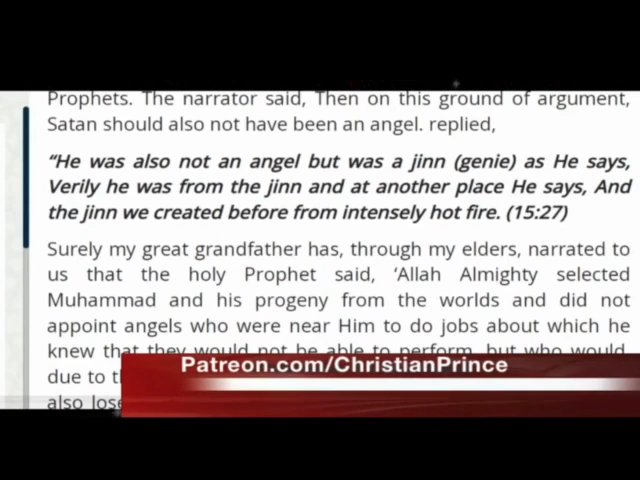 Prophets. The narrator said, Then on this ground of argument,
Satan should also not have been an angel. replied,
“He was also not an angel but was a jinn (genie) as He says,
Verily he was from the jinn and at another place He says, And
the jinn we created before from intensely hot fire. (15:27)
Surely my great grandfather has, through my elders, narrated to
us that the holy Prophet said, ‘Allah Almighty selected
Muhammad and his progeny from the worlds and did not
appoint angels who were near Him to do jobs about which he
knew that they would not be able to perform, but who would,
due to
also lose
Patreon.com/ChristianPrince